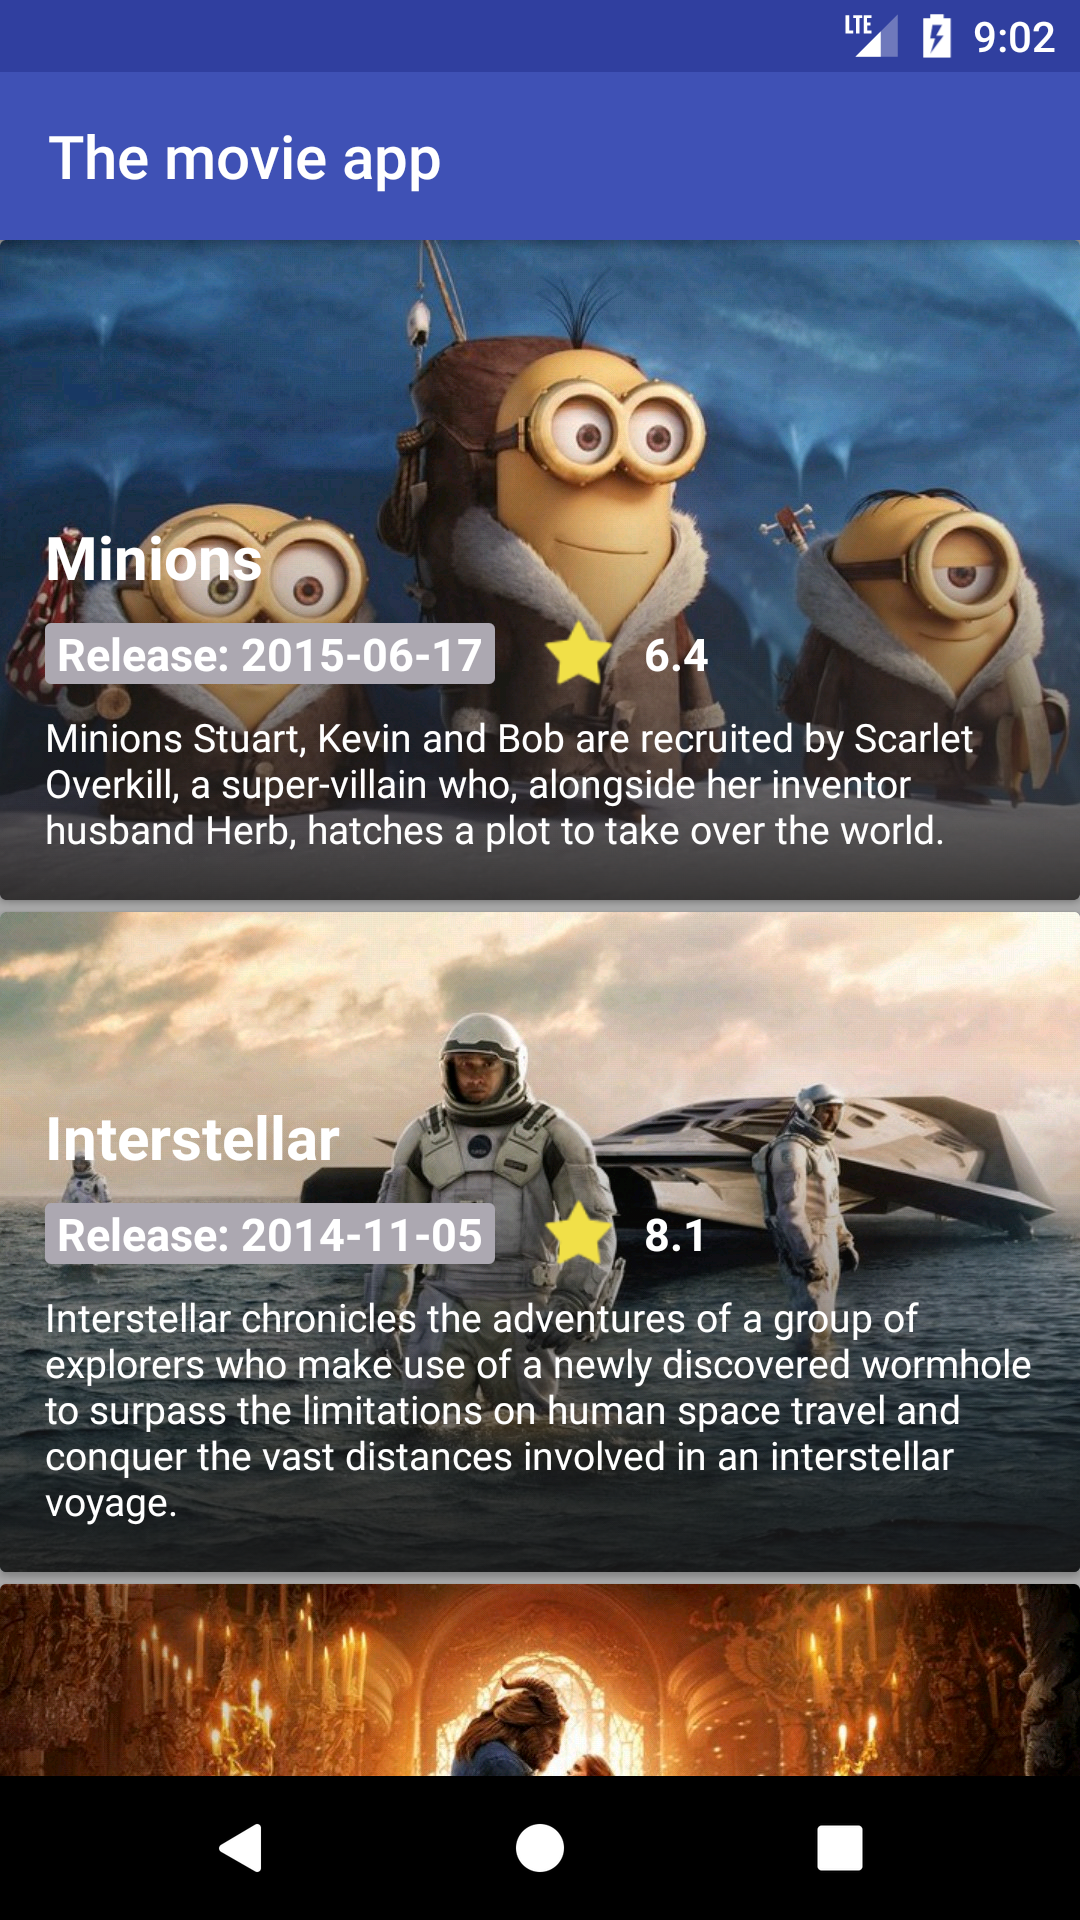 LTE 9:02
The movie app
Minions
Release: 2015-06-17 6.4
Minions Stuart, Kevin and Bob are recruited by Scarlet
Overkill, a super-villain who, alongside her inventor
husband Herb, hatches a plot to take over the world.
Interstellar
Release: 2014-11-05 8.1
Interstellar chronicles the adventures of a group of
explorers who make use of a newly discovered wormhole
to surpass the limitations on human space travel and
conquer the vast distances involved in an interstellar
voyage.